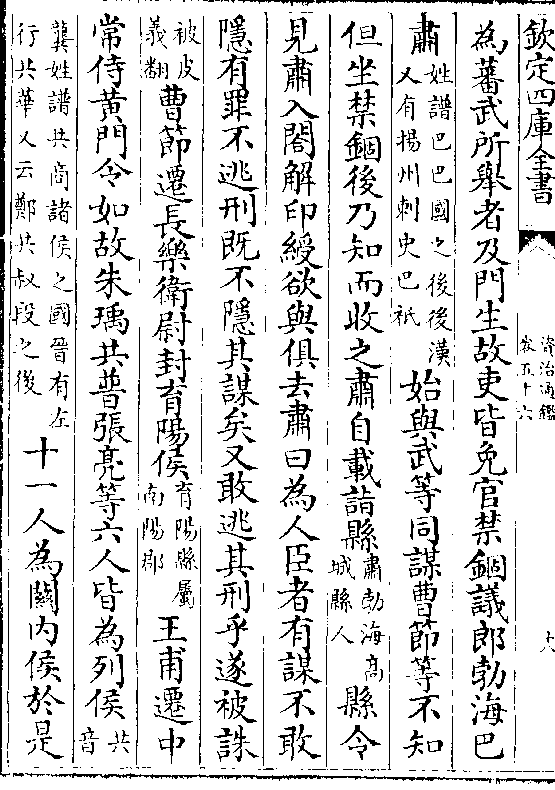 欽定四庫全書
資治通鑑
卷五十六
十八
為蕃武所舉者及門生故吏皆免官禁錮議郎勃海巴
肅姓譜巴巴國之後後漢又有揚州刺史巴祇始與武等同謀曹節等不知
但坐禁錮後乃知而收之肅自載詣縣肅勃海高城縣人縣令
見肅入閤解印綬欲與俱去肅曰為人臣者有謀不敢
隱有罪不逃刑既不隱其謀矣又敢逃其刑乎遂被誅
被皮義翻曹節遷長樂衛尉封育陽侯育陽縣屬南陽郡王甫遷中
常侍黃門令如故朱瑀共普張亮等六人皆為列侯共音
龔姓譜共商諸侯之國晉有左行共華又云鄭共叔段之後十一人為關內侯於是